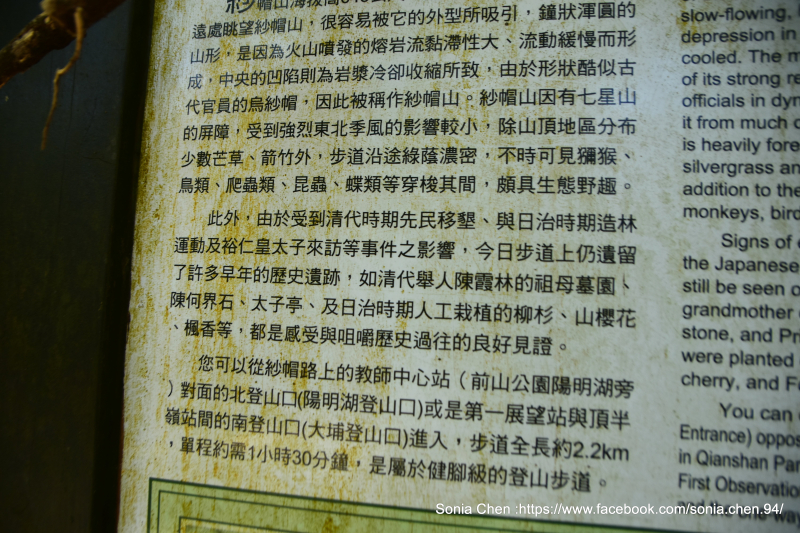 紗帽山海拔高
遠處眺望紗帽山，很容易被它的外型所吸引，鐘狀渾圓的
山形，是因為火山噴發的熔岩流黏滯性大、流動緩慢而形
成，中央的凹陷則為岩漿冷卻收縮所致，由於形狀酷似古
代官員的烏紗帽，因此被稱作紗帽山。紗帽山因有七星山
的屏障，受到強烈東北季風的影響較小，除山頂地區分布
少數芒草、箭竹外，步道沿途綠蔭濃密，不時可見獼猴、
鳥類、爬蟲類、昆蟲、蝶類等穿梭其間，頗具生態野趣。
此外，由於受到清代時期先民移墾、與日治時期造林
運動及裕仁皇太子來訪等事件之影響，今日步道上仍遺留
了許多早年的歷史遺跡，如清代舉人陳霞林的祖母墓園、
陳何界石、太子亭、及日治時期人工栽植的柳杉、山櫻花
、楓香等，都是感受與咀嚼歷史過往的良好見證。
您可以從紗帽路上的教師中心站（前山公園陽明湖旁
）對面的北登山口(陽明湖登山口)或是第一展望站與頂半
嶺站間的南登山口(大埔登山口)進入，步道全長約2.2km
，單程約需1小時30分鐘，是屬於健腳級的登山步道。
slow-flowing,
depression in
cooled. The m
of its strong re
officials in dyn
it from much o
is heavily fore
silvergrass an
addition to the
monkeys, bird
Signs of e
the Japanese
still be seen o
grandmother
stone, and Pr
were planted
cherry, and F
You can
Entrance) oppos
in Qianshan Par
First Observatio
and the one-way
Sonia Chen :https://www.facebook.com/sonia.chen.94/